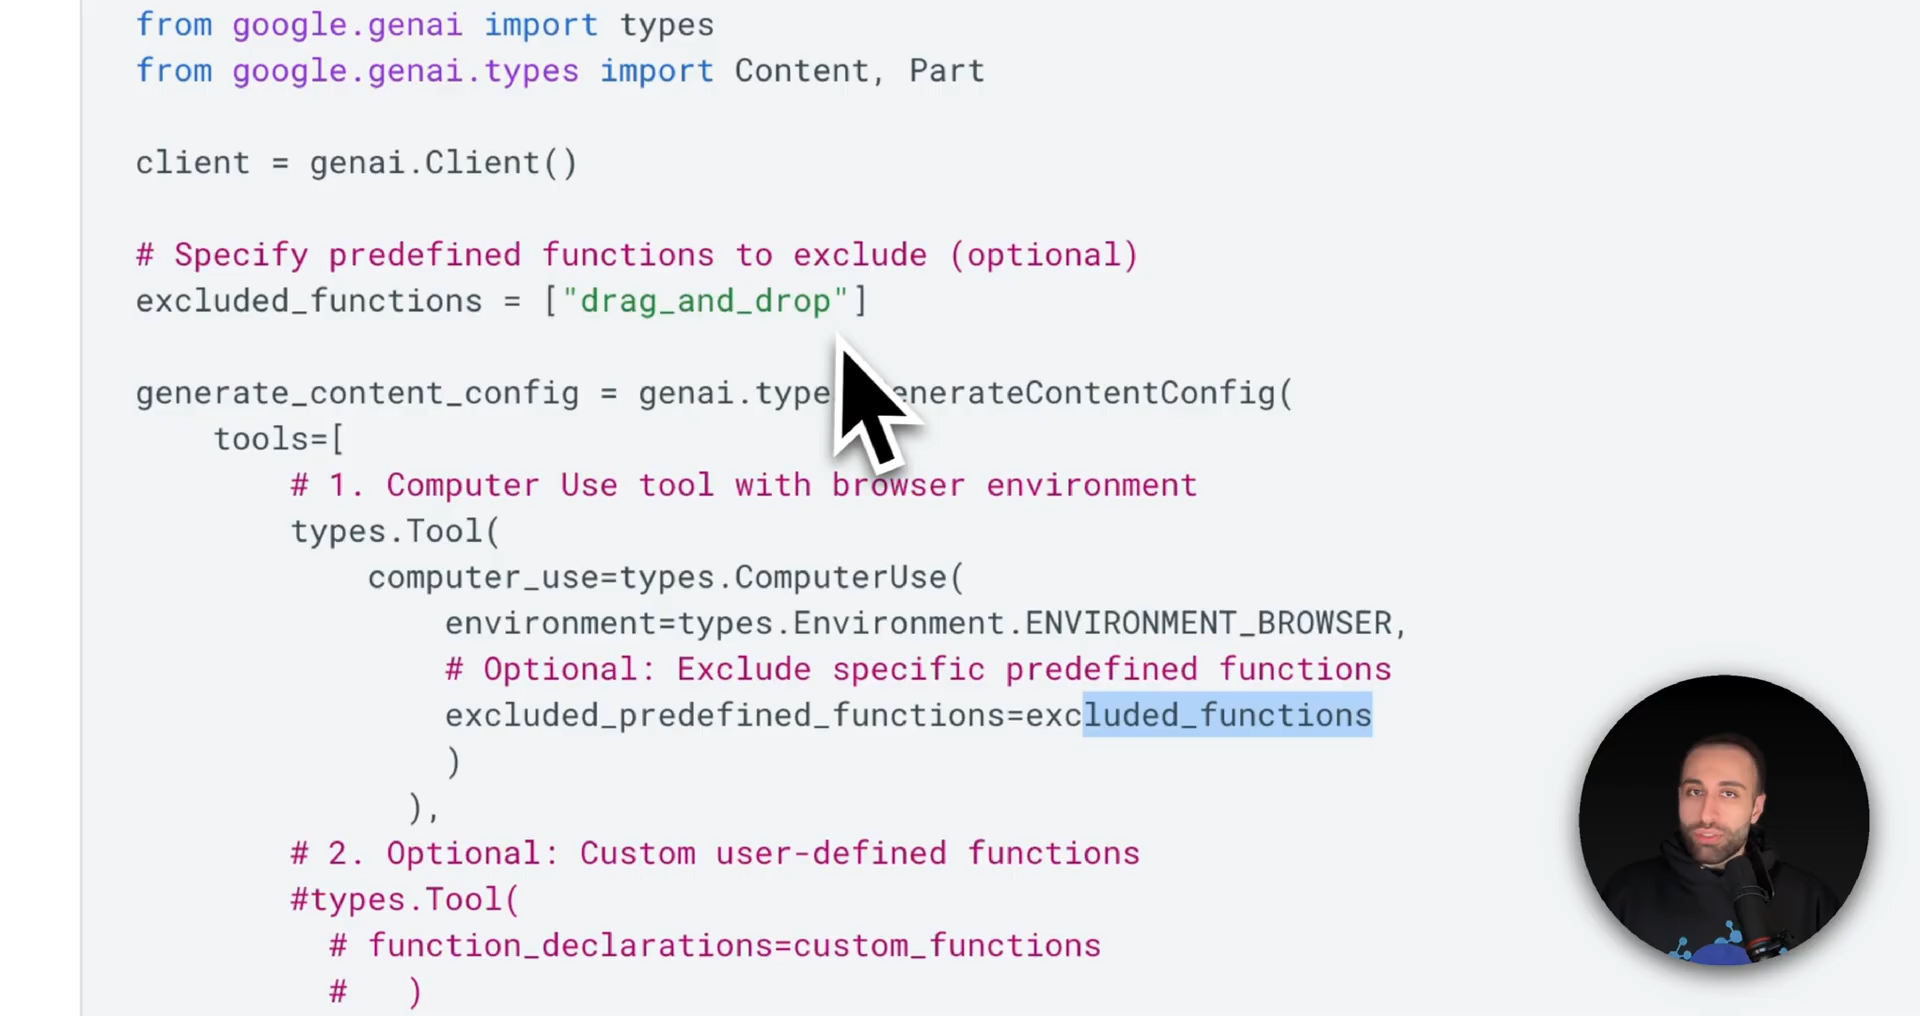 from google.genai import types
from google.genai.types import Content, Part
client = genai.Client()
# Specify predefined functions to exclude (optional)
excluded_functions = ["drag_and_drop"]
generate_content_config = genai.type enerateContentConfig(
tools=[
# 1. Computer Use tool with browser environment
types.Tool(
computer_use=types.ComputerUse(
environment=types.Environment.ENVIRONMENT_BROWSER,
# Optional: Exclude specific predefined functions
excluded_predefined_functions=excluded_functions
)
),
# 2. Optional: Custom user-defined functions
#types.Tool(
# function_declarations=custom_functions
# )